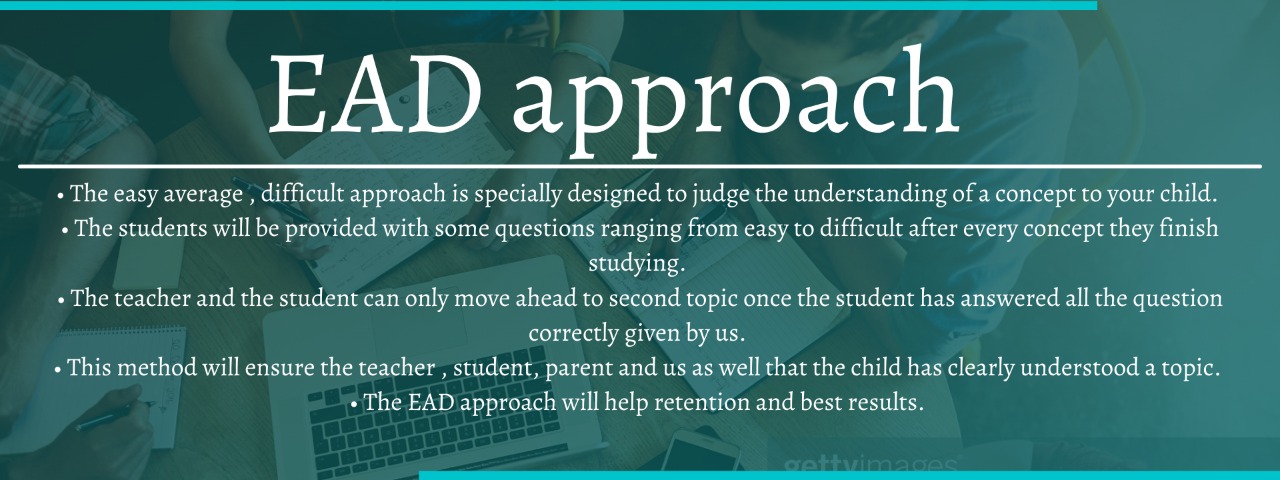 EAD approach
• The easy average , difficult approach is specially designed to judge the understanding of a concept to your child.
• The students will be provided with some questions ranging from easy to difficult after every concept they finish
studying.
• The teacher and the student can only move ahead to second topic once the student has answered all the question
correctly given by us.
• This method will ensure the teacher , student, parent and us as well that the child has clearly understood a topic.
• The EAD approach will help retention and best results.
gettyimages